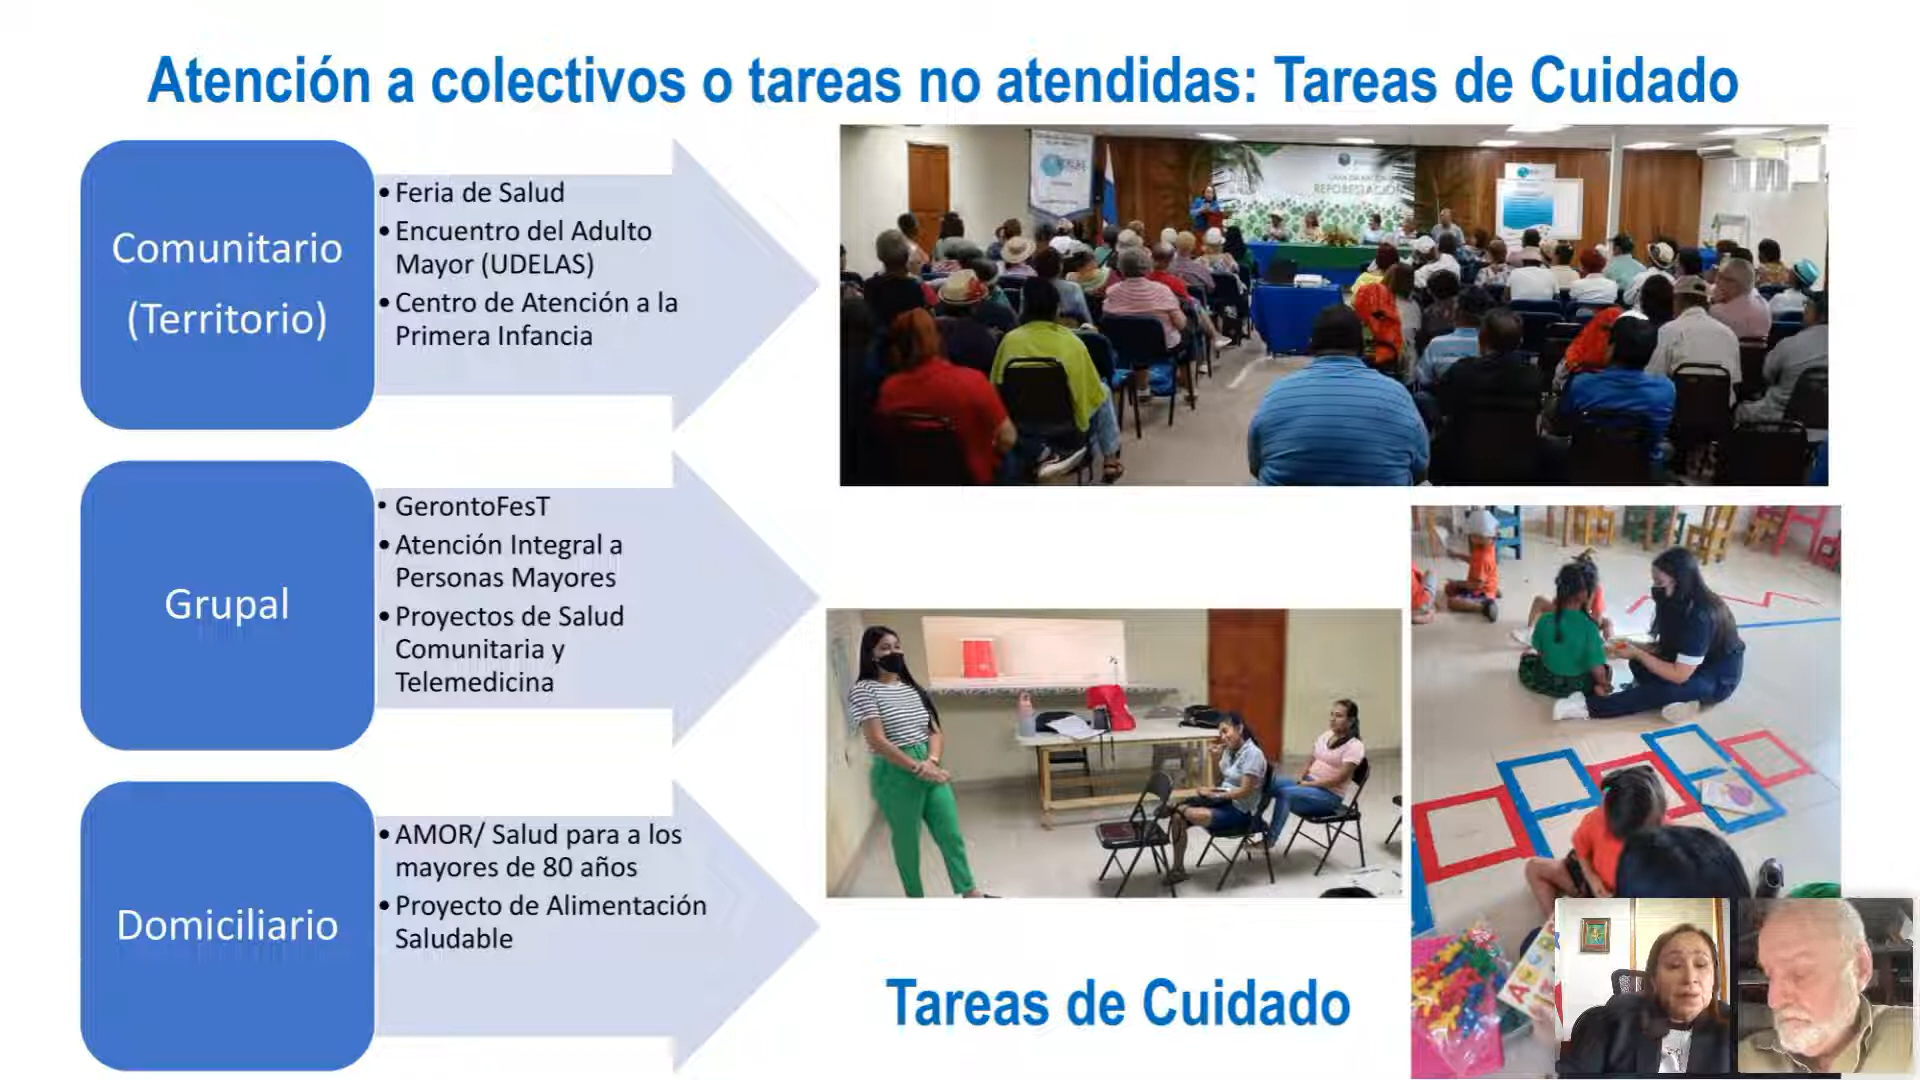 Atención a colectivos o tareas no atendidas: Tareas de Cuidado
Comunitario
(Territorio)
• Feria de Salud
• Encuentro del Adulto
Mayor (UDELAS)
• Centro de Atención a la
Primera Infancia
Grupal
• GerontoFesT
• Atención Integral a
Personas Mayores
• Proyectos de Salud
Comunitaria y
Telemedicina
Domiciliario
• AMOR/ Salud para a los
mayores de 80 años
• Proyecto de Alimentación
Saludable
REFORESTACIÓN
Tareas de Cuidado